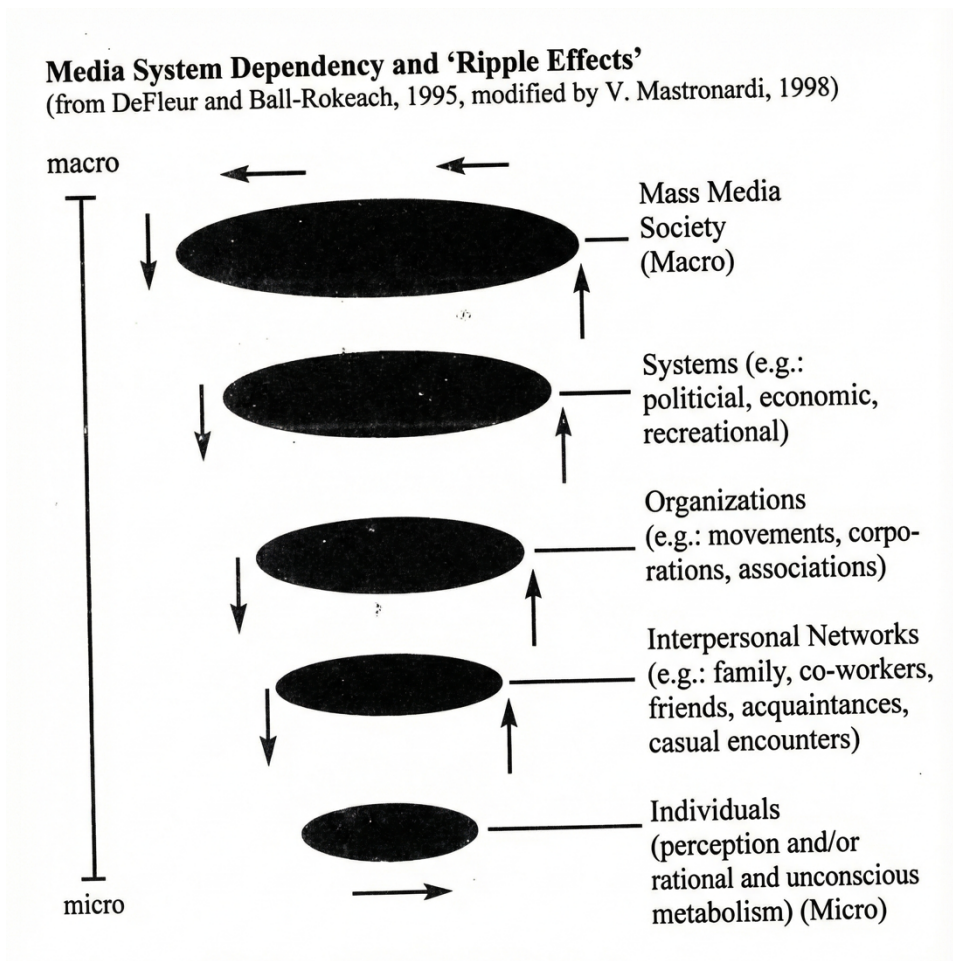 Media System Dependency and ‘Ripple Effects’
(from DeFleur and Ball-Rokeach, 1995, modified by V. Mastronardi, 1998)
macro
Mass Media
Society
(Macro)
Systems (e.g.:
politicial, economic,
recreational)
Organizations
(e.g.: movements, corpo-
rations, associations)
Interpersonal Networks
(e.g.: family, co-workers,
friends, acquaintances,
casual encounters)
Individuals
(perception and/or
rational and unconscious
metabolism) (Micro)
micro